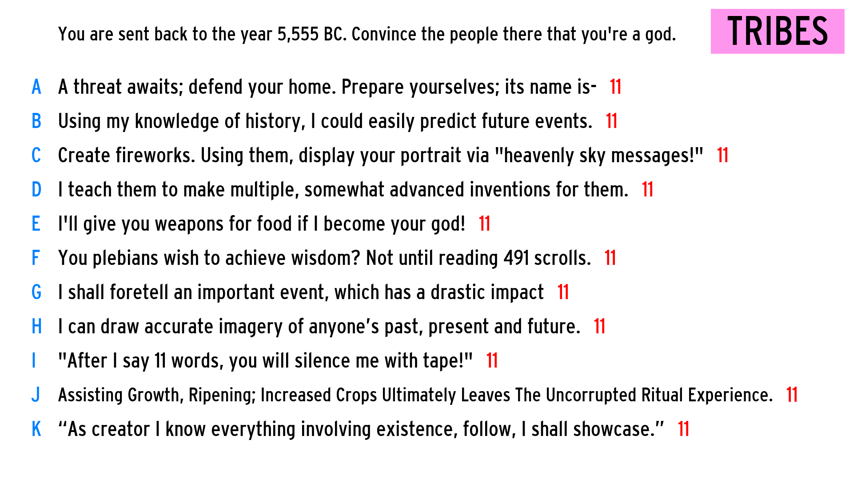 You are sent back to the year 5,555 BC. Convince the people there that you're a god.
TRIBES
A A threat awaits; defend your home. Prepare yourselves; its name is- 11
B Using my knowledge of history, I could easily predict future events. 11
C Create fireworks. Using them, display your portrait via "heavenly sky messages!" 11
D I teach them to make multiple, somewhat advanced inventions for them. 11
E I'll give you weapons for food if I become your god! 11
F You plebians wish to achieve wisdom? Not until reading 491 scrolls. 11
G I shall foretell an important event, which has a drastic impact 11
H I can draw accurate imagery of anyone’s past, present and future. 11
I "After I say 11 words, you will silence me with tape!" 11
J Assisting Growth, Ripening; Increased Crops Ultimately Leaves The Uncorrupted Ritual Experience. 11
K “As creator I know everything involving existence, follow, I shall showcase.” 11